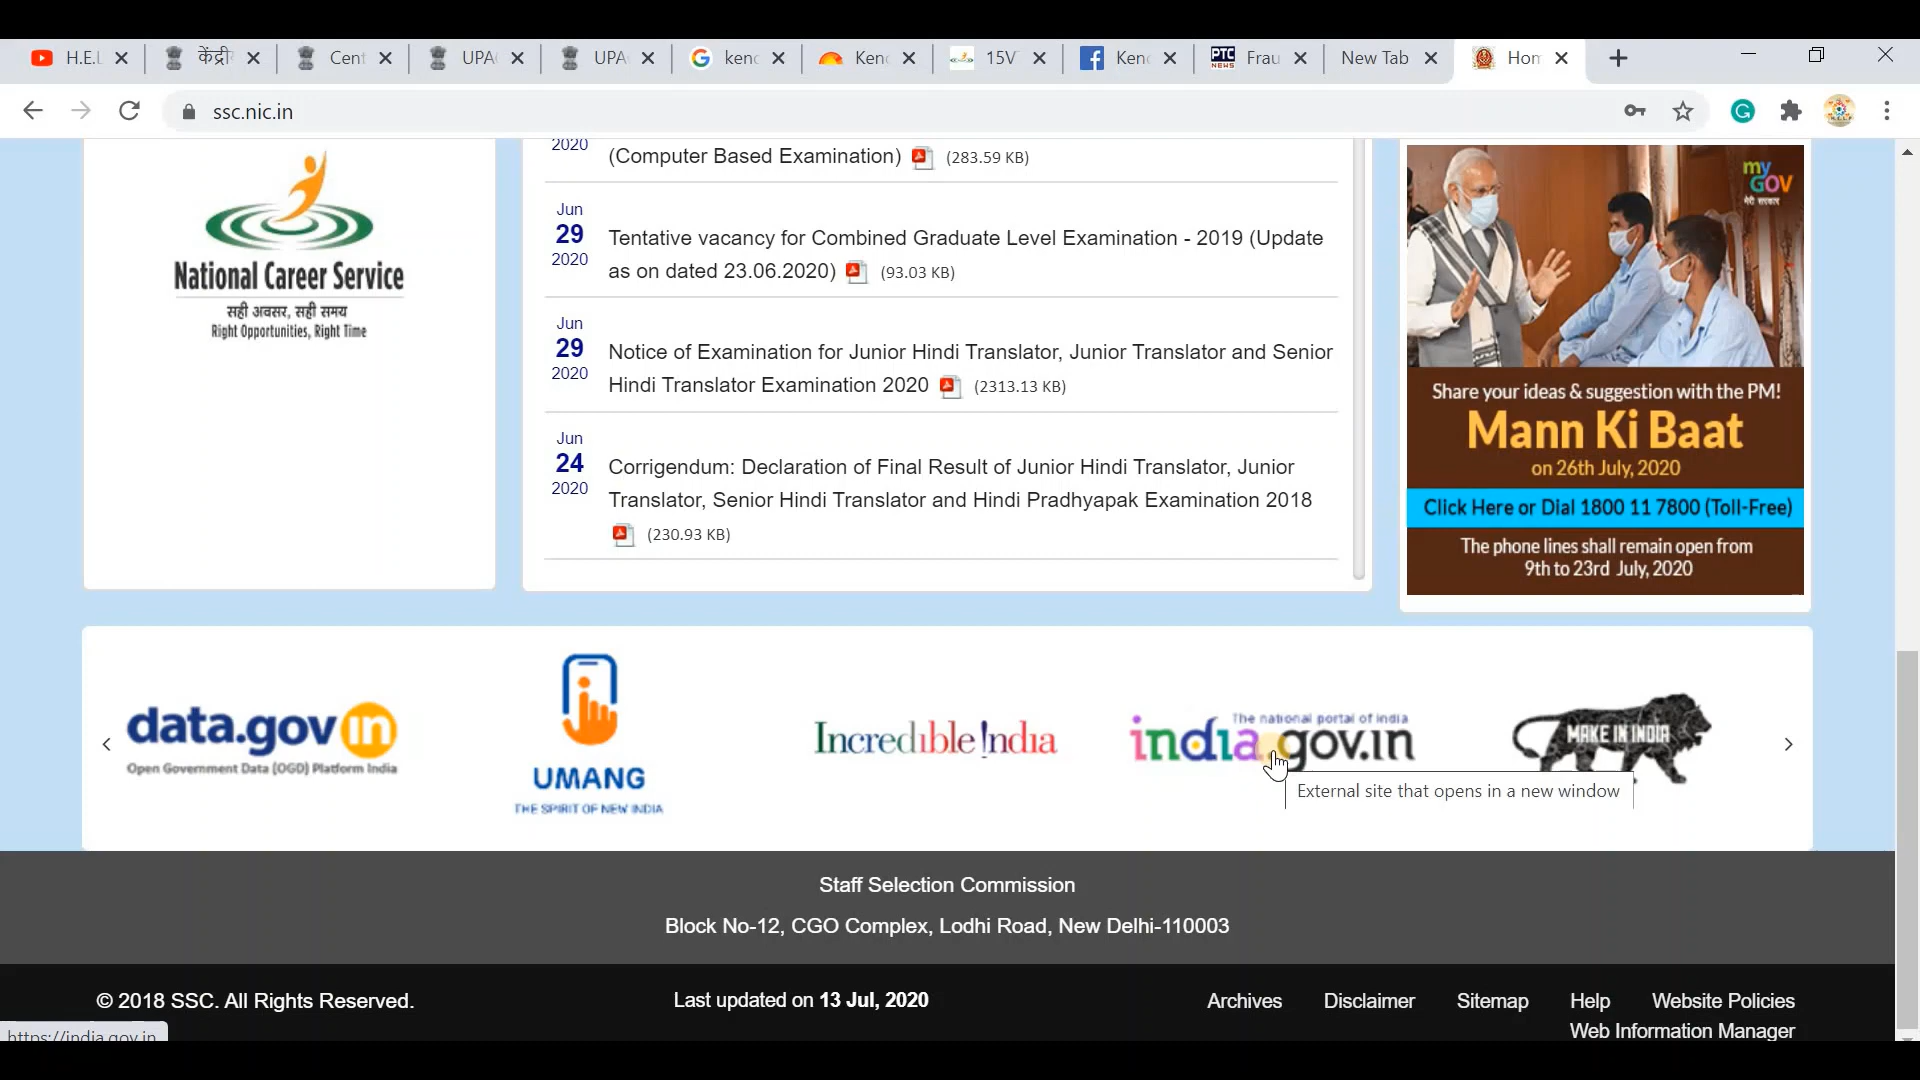 H.E.L
केंद्री
Cent
UPA
UPA
kend
Kend
15V
Kend
PTC NEWS
Frau
New Tab
Hom
ssc.nic.in
National Career Service
सही अवसर, सही समय
Right Opportunities, Right Time
2020
(Computer Based Examination) (283.59 KB)
Jun
29
2020
Tentative vacancy for Combined Graduate Level Examination - 2019 (Update
as on dated 23.06.2020) (93.03 KB)
Jun
29
2020
Notice of Examination for Junior Hindi Translator, Junior Translator and Senior
Hindi Translator Examination 2020 (2313.13 KB)
Jun
24
2020
Corrigendum: Declaration of Final Result of Junior Hindi Translator, Junior
Translator, Senior Hindi Translator and Hindi Pradhyapak Examination 2018
(230.93 KB)
my
GOV
मेरी सरकार
Share your ideas & suggestion with the PM!
Mann Ki Baat
on 26th July, 2020
Click Here or Dial 1800 11 7800 (Toll-Free)
The phone lines shall remain open from
9th to 23rd July, 2020
data.gov in
Open Government Data (OGD) Platform India
UMANG
THE SPIRIT OF NEW INDIA
Incredible!ndia
The national portal of india
india.gov.in
MAKE IN INDIA
External site that opens in a new window
Staff Selection Commission
Block No-12, CGO Complex, Lodhi Road, New Delhi-110003
© 2018 SSC. All Rights Reserved.
Last updated on 13 Jul, 2020
Archives
Disclaimer
Sitemap
Help
Website Policies
Web Information Manager
https://india.gov.in